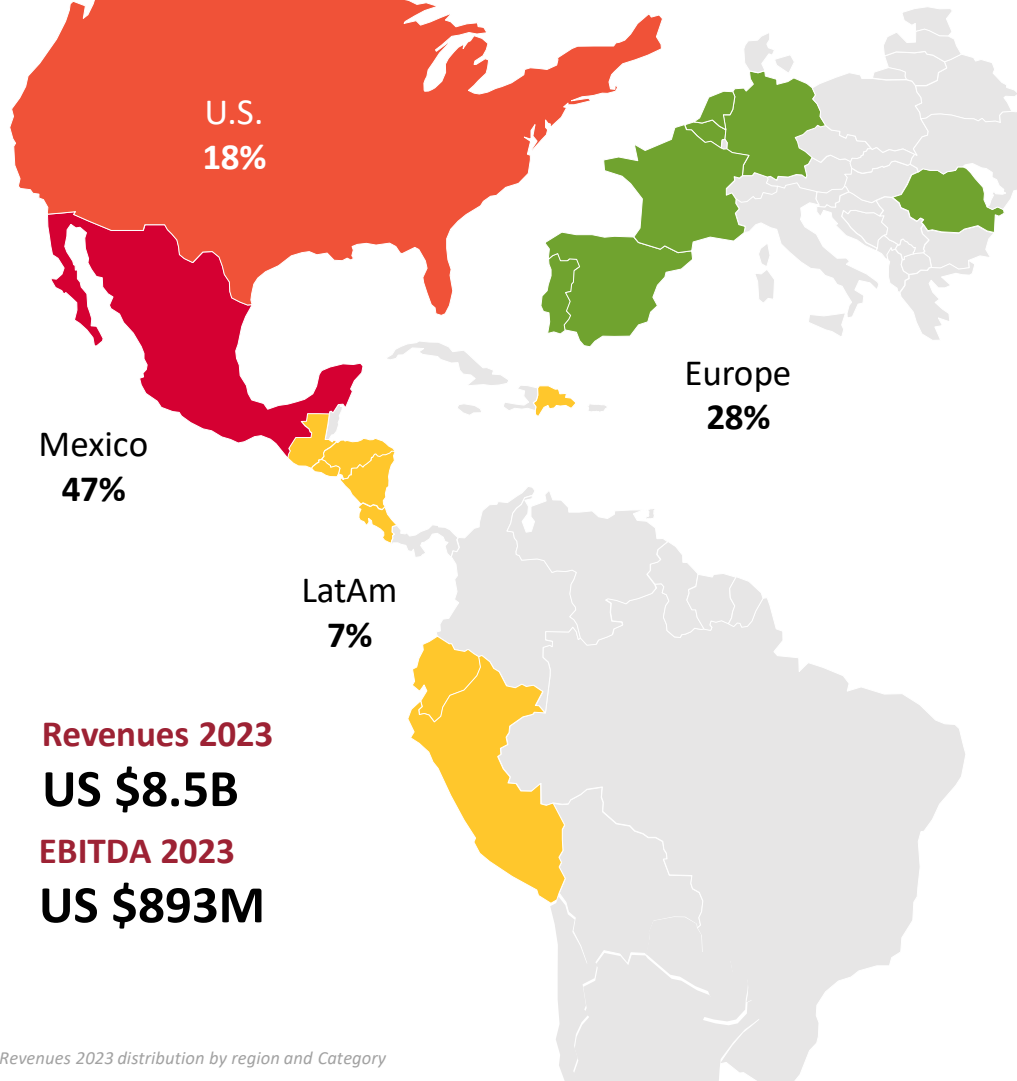 U.S.
18%
Europe
28%
Mexico
47%
LatAm
7%
Revenues 2023
US $8.5B
EBITDA 2023
US $893M
Revenues 2023 distribution by region and Category